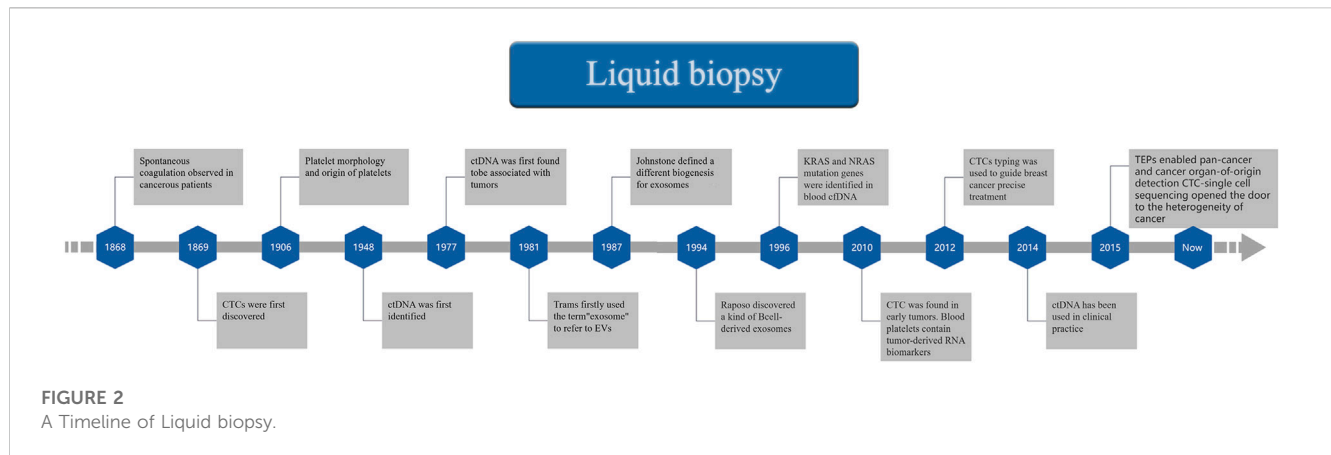 Liquid biopsy
Spontaneous
coagulation observed in
cancerous patients
Platelet morphology
and origin of platelets
ctDNA was first found
tobe associated with
tumors
Johnstone defined a
different biogenesis for
exosomes
KRAS and NRAS
mutation genes
were identified in
blood cfDNA
CTCs typing was
used to guide breast
cancer precise
treatment
TEPs enabled pan-cancer
and cancer organ-of-origin
detection CTC-single cell
sequencing opened the door
to the heterogeneity of
cancer
1868
1869
1906
1948
1977
1981
1987
1994
1996
2010
2012
2014
2015
Now
CTCs were first
discovered
ctDNA was first
identified
Trams firstly used
the term"exosome"
to refer to EVs
Raposo discovered
a kind of Bcell-
derived exosomes
CTC was found in
early tumors. Blood
platelets contain
tumor-derived RNA
biomarkers
ctDNA has been
used in clinical
practice
FIGURE 2
A Timeline of Liquid biopsy.